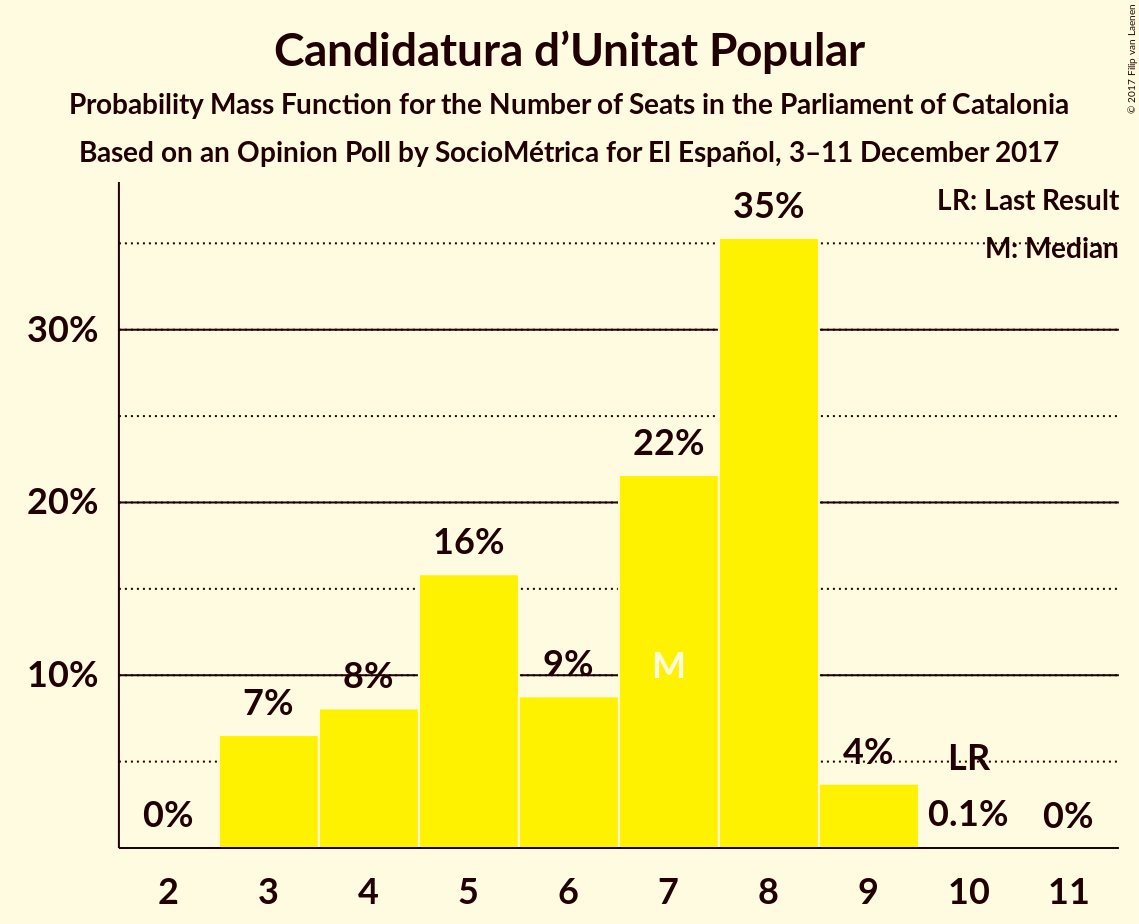 Candidatura d’Unitat Popular
Probability Mass Function for the Number of Seats in the Parliament of Catalonia
Based on an Opinion Poll by SocioMétrica for El Español, 3–11 December 2017
© 2017 Filip van Laenen
LR: Last Result
M: Median
35%
30%
22%
20%
16%
10%
8%
9%
M
7%
4%
LR
0%
0.1%
0%
2 3 4 5 6 7 8 9 10 11